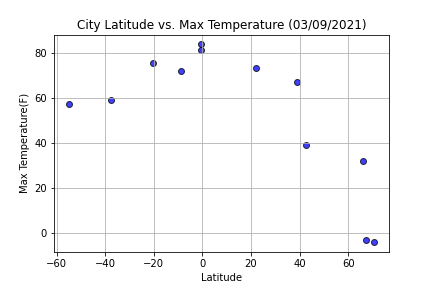 City Latitude vs. Max Temperature (03/09/2021)
80
60
40
20
0
Max Temperature(F)
−60 −40 −20 0 20 40 60
Latitude